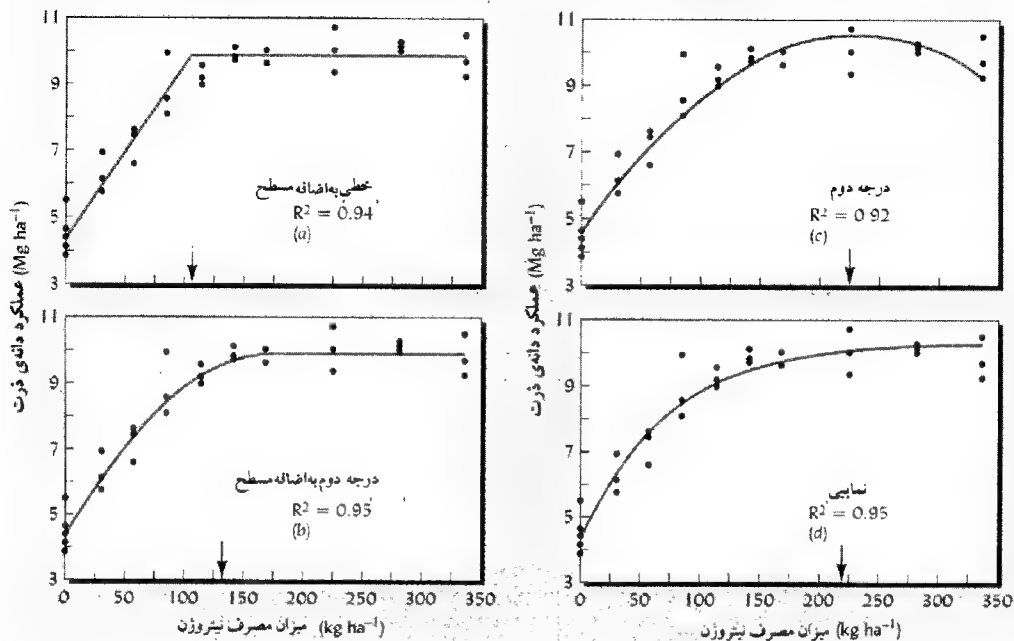 11
9
7
5
3
عملکرد دانه‌ی ذرت (Mg ha⁻¹)
خطی به اضافه مسطح
R² = 0.94
(a)
11
9
7
5
3
عملکرد دانه‌ی ذرت (Mg ha⁻¹)
درجه دوم
R² = 0.92
(c)
11
9
7
5
3
درجه دوم به اضافه مسطح
R² = 0.95
(b)
0 50 100 150 200 250 300 350
میزان مصرف نیتروژن (kg ha⁻¹)
11
9
7
5
3
نمایی
R² = 0.95
(d)
0 50 100 150 200 250 300 350
میزان مصرف نیتروژن (kg ha⁻¹)